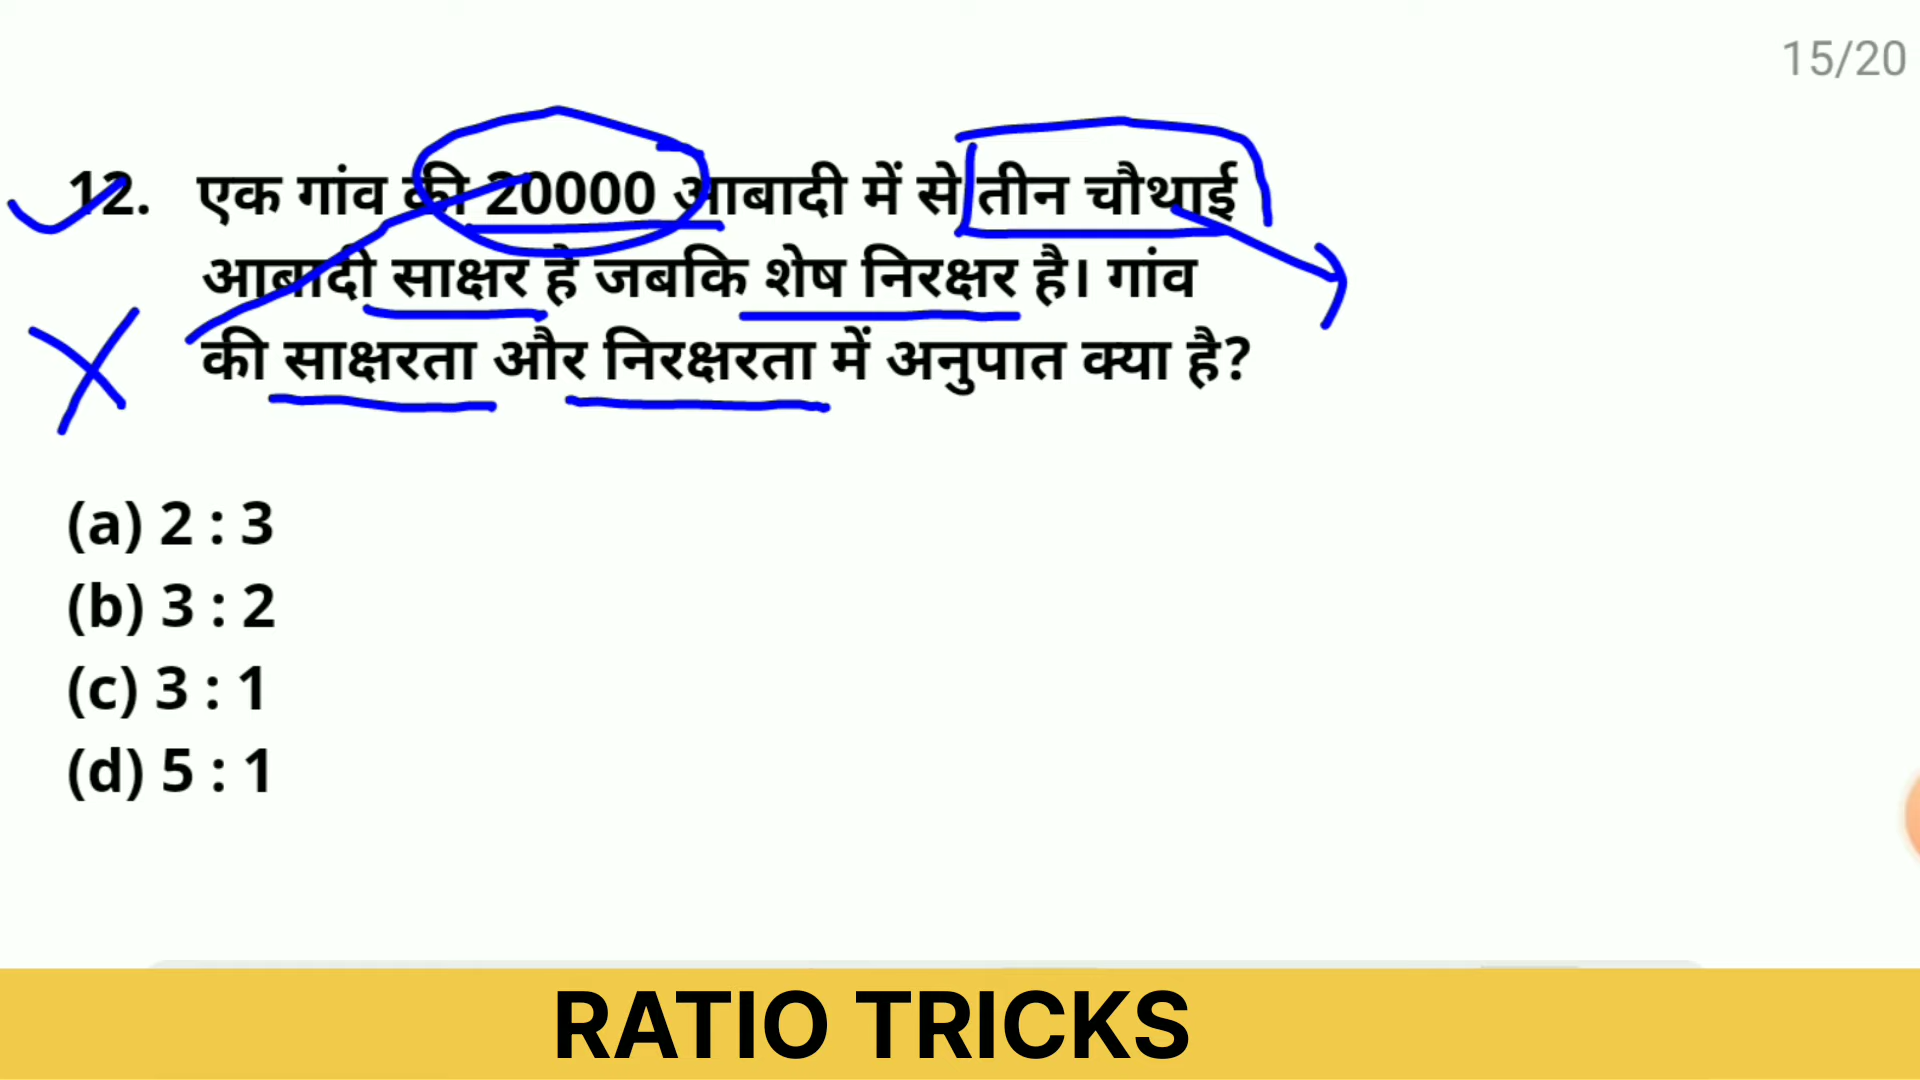 15/20
12. एक गांव की 20000 आबादी में से तीन चौथाई
आबादी साक्षर है जबकि शेष निरक्षर है। गांव
की साक्षरता और निरक्षरता में अनुपात क्या है?
(a) 2 : 3
(b) 3 : 2
(c) 3 : 1
(d) 5 : 1
RATIO TRICKS